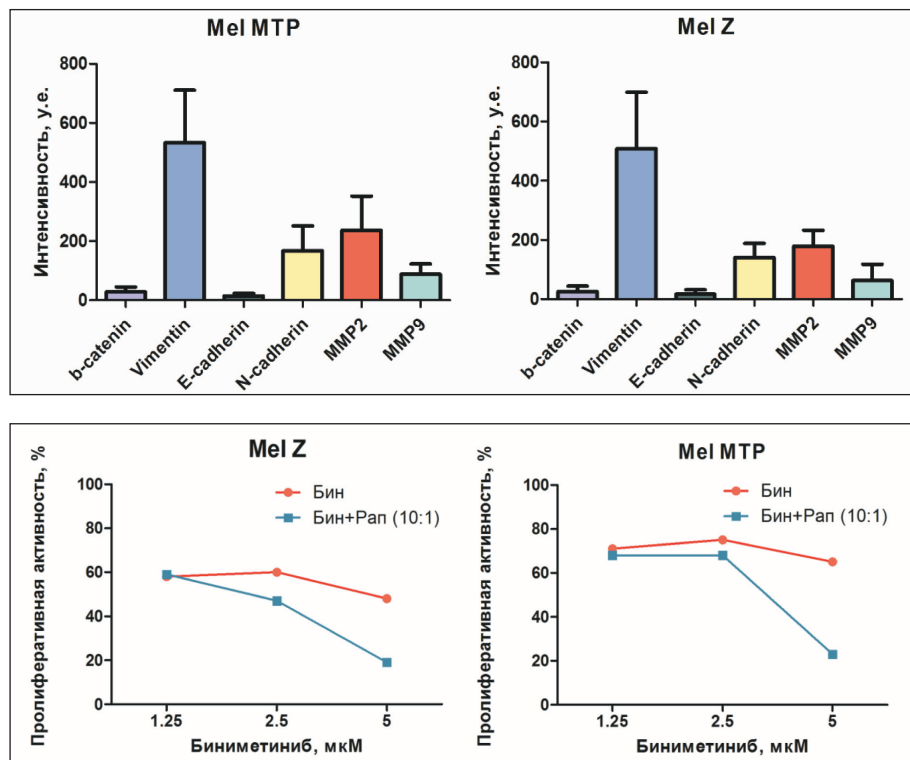 Mel MTP
Интенсивность, у.е.
800
600
400
200
0
b-catenin
Vimentin
E-cadherin
N-cadherin
MMP2
MMP9
Mel Z
Интенсивность, у.е.
800
600
400
200
0
b-catenin
Vimentin
E-cadherin
N-cadherin
MMP2
MMP9
Mel Z
Пролиферативная активность, %
100
80
60
40
20
0
Бин
Бин+Рап (10:1)
1.25
2.5
5
Биниметиниб, мкМ
Mel MTP
Пролиферативная активность, %
100
80
60
40
20
0
Бин
Бин+Рап (10:1)
1.25
2.5
5
Биниметиниб, мкМ